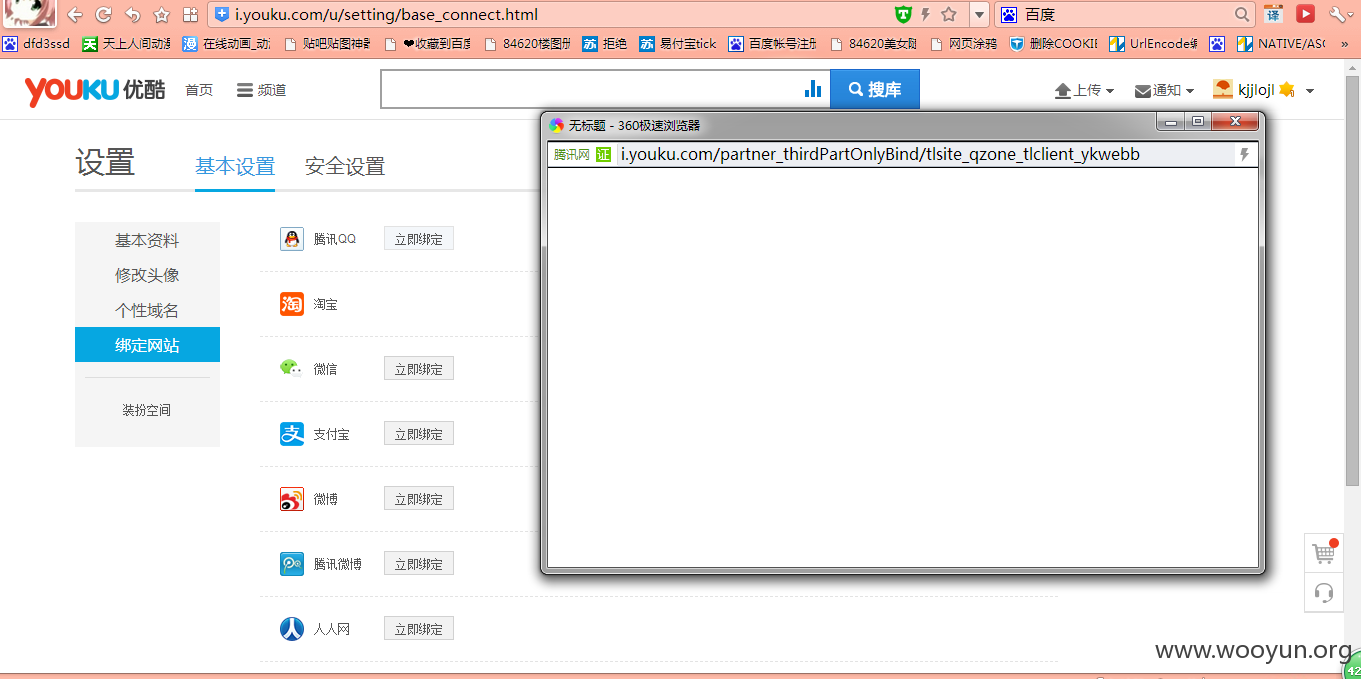 i.youku.com/u/setting/base_connect.html
百度
译
dfd3ssd 天上人间动漫 在线动画_动 贴吧贴图神器 ❤收藏到百度 84620楼图册 拒绝 易付宝tick 百度帐号注册 84620美女 网页涂鸦 删除COOKIE UrlEncode编 NATIVE/ASC »
YOUKU 优酷 首页 频道 搜库 上传 通知 kjjlojl
设置 基本设置 安全设置
无标题 - 360极速浏览器
腾讯网 证 i.youku.com/partner_thirdPartOnlyBind/tlsite_qzone_tlclient_ykwebb
基本资料
修改头像
个性域名
绑定网站
装扮空间
腾讯QQ 立即绑定
淘 淘宝
微信 立即绑定
支 支付宝 立即绑定
微博 立即绑定
腾讯微博 立即绑定
人人网 立即绑定
www.wooyun.org
42